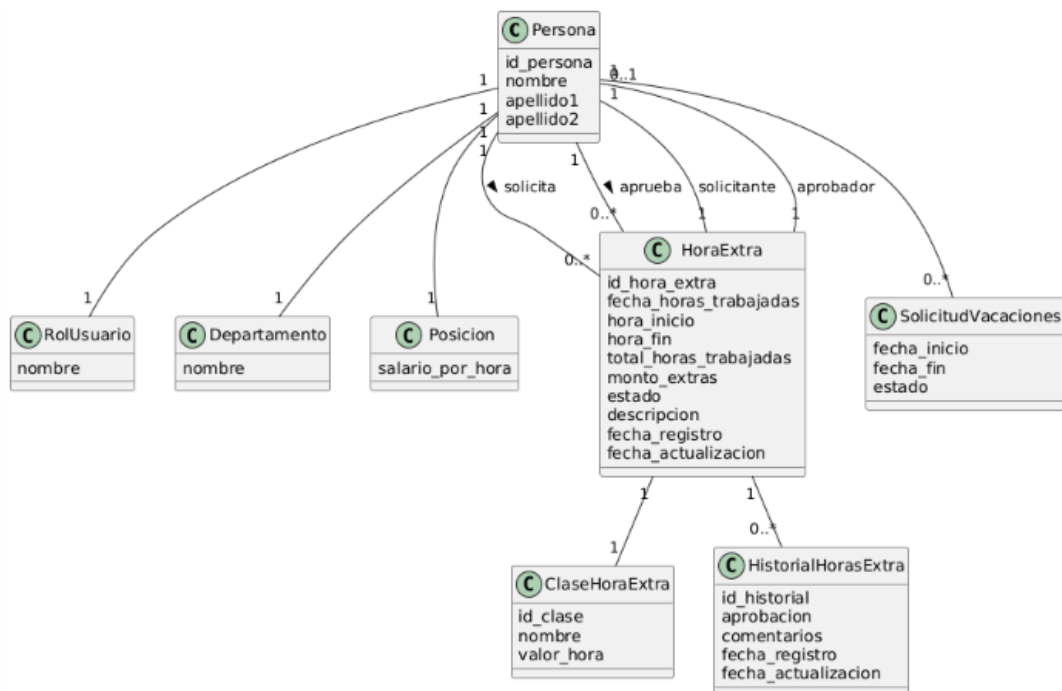 C Persona
id_persona
nombre
apellido1
apellido2
1
1
1
1
1
0..1
1
1
solicita
aprueba
solicitante
aprobador
0..*
1
1
0..*
0..*
1
1
1
C RolUsuario
nombre
C Departamento
nombre
C Posicion
salario_por_hora
C HoraExtra
id_hora_extra
fecha_horas_trabajadas
hora_inicio
hora_fin
total_horas_trabajadas
monto_extras
estado
descripcion
fecha_registro
fecha_actualizacion
C SolicitudVacaciones
fecha_inicio
fecha_fin
estado
1
1
1
0..*
C ClaseHoraExtra
id_clase
nombre
valor_hora
C HistorialHorasExtra
id_historial
aprobacion
comentarios
fecha_registro
fecha_actualizacion